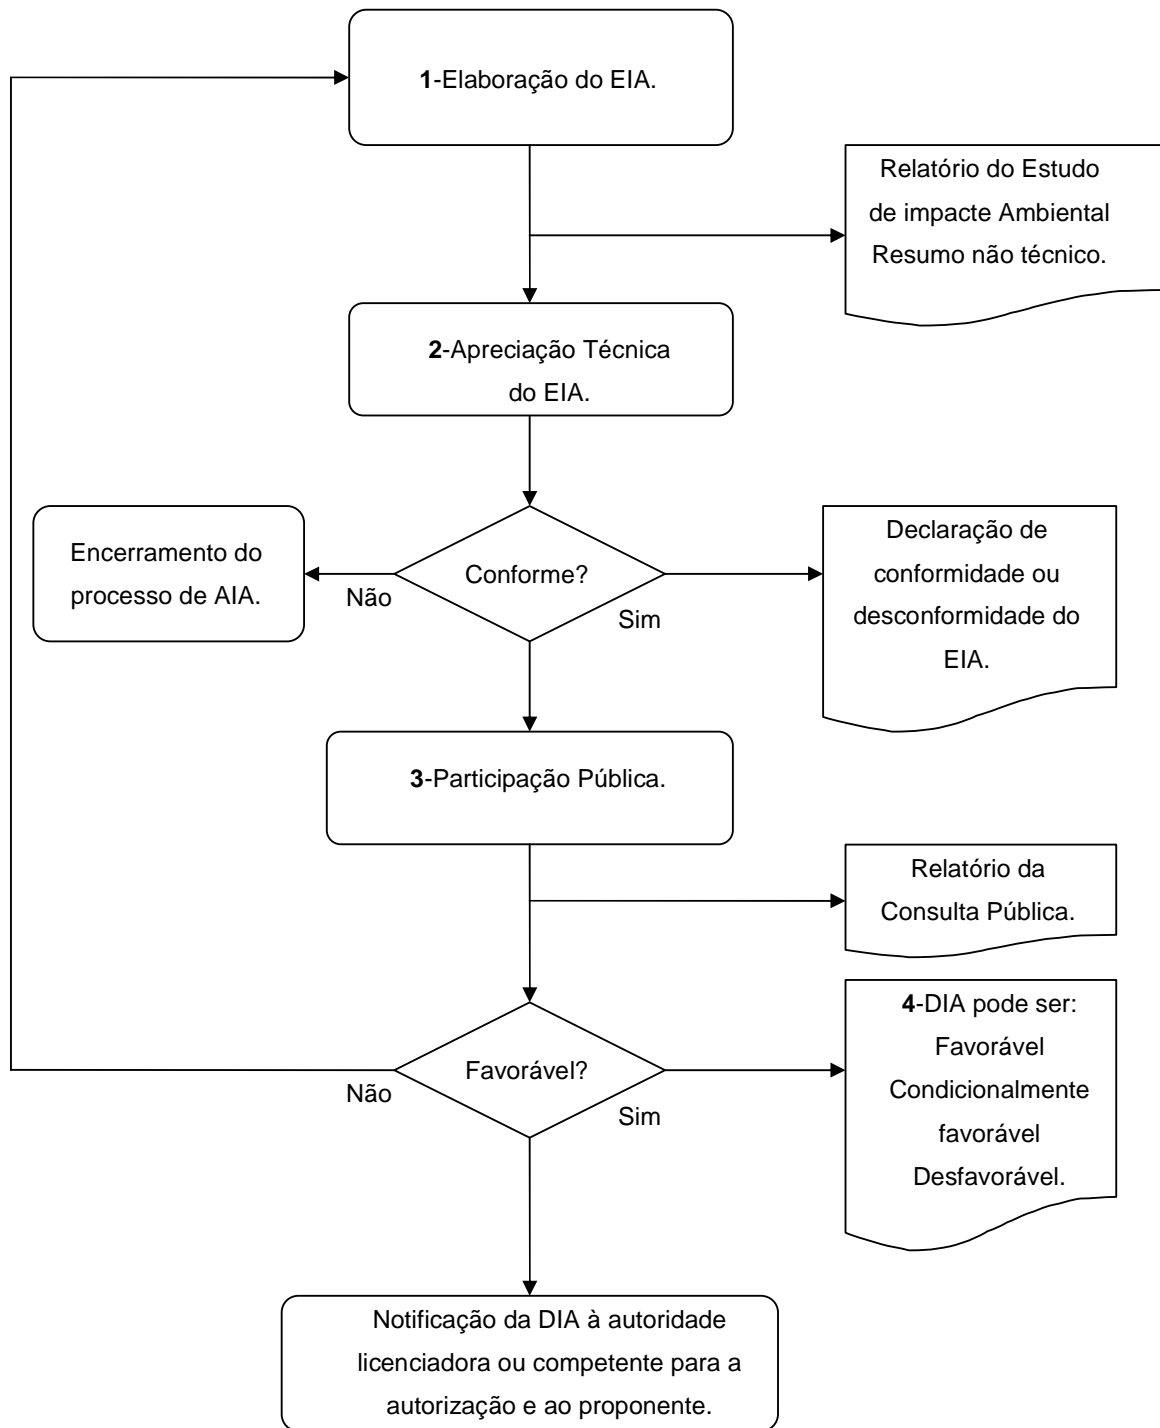 1-Elaboração do EIA.
Relatório do Estudo
de impacte Ambiental
Resumo não técnico.
2-Apreciação Técnica
do EIA.
Encerramento do
processo de AIA.
Não
Conforme?
Sim
Declaração de
conformidade ou
desconformidade do
EIA.
3-Participação Pública.
Relatório da
Consulta Pública.
Não
Favorável?
Sim
4-DIA pode ser:
Favorável
Condicionalmente
favorável
Desfavorável.
Notificação da DIA à autoridade
licenciadora ou competente para a
autorização e ao proponente.